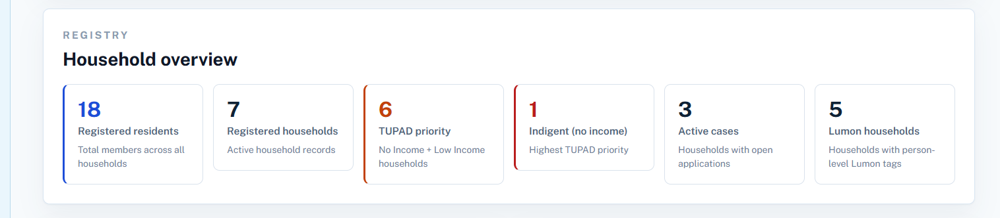 REGISTRY
Household overview
18
Registered residents
Total members across all
households
7
Registered households
Active household records
6
TUPAD priority
No Income + Low Income
households
1
Indigent (no income)
Highest TUPAD priority
3
Active cases
Households with open
applications
5
Lumon households
Households with person-
level Lumon tags